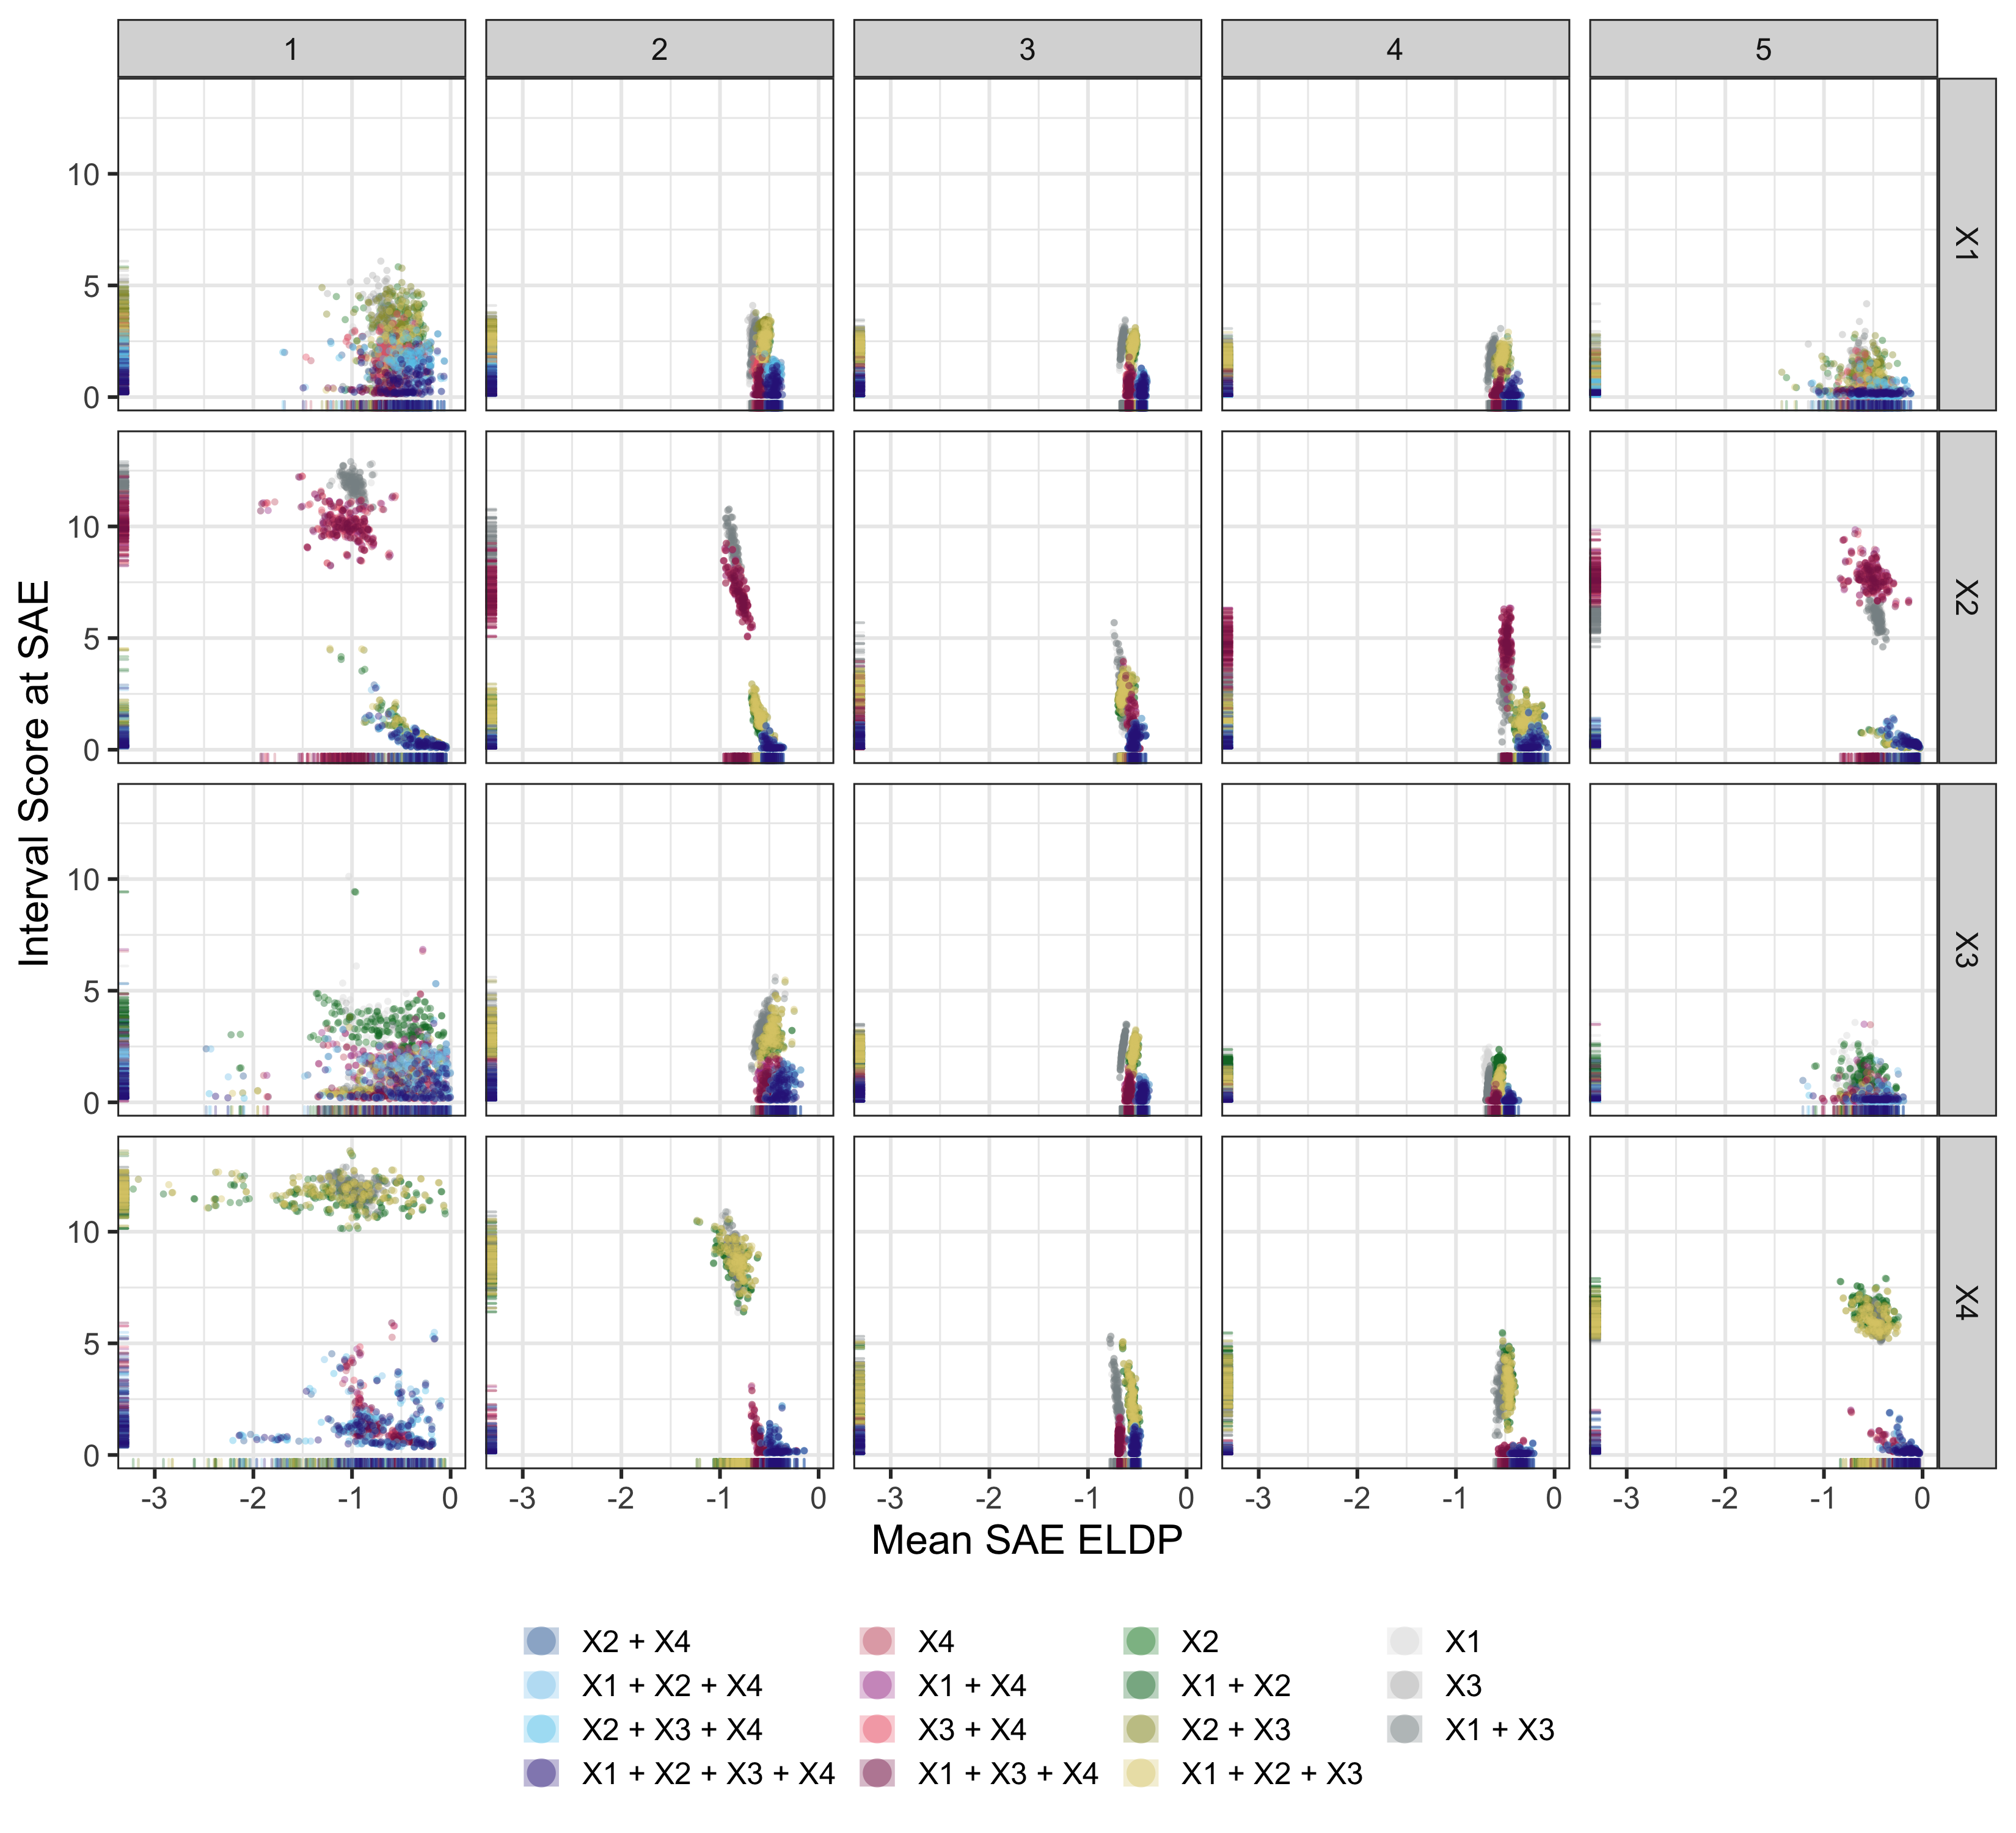 1 2 3 4 5
10
5
0
X1
10
5
0
X2
Interval Score at SAE
10
5
0
X3
10
5
0
X4
-3 -2 -1 0 -3 -2 -1 0 -3 -2 -1 0 -3 -2 -1 0 -3 -2 -1 0
Mean SAE ELDP
X2 + X4 X4 X2 X1
X1 + X2 + X4 X1 + X4 X1 + X2 X3
X2 + X3 + X4 X3 + X4 X2 + X3 X1 + X3
X1 + X2 + X3 + X4 X1 + X3 + X4 X1 + X2 + X3